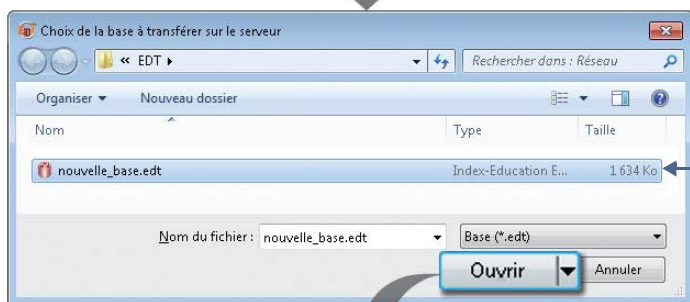 Choix de la base à transférer sur le serveur
« EDT
Rechercher dans : Réseau
Organiser Nouveau dossier
Nom Type Taille
nouvelle_base.edt Index-Education E... 1 634 Ko
Nom du fichier : nouvelle_base.edt Base (*.edt)
Ouvrir Annuler